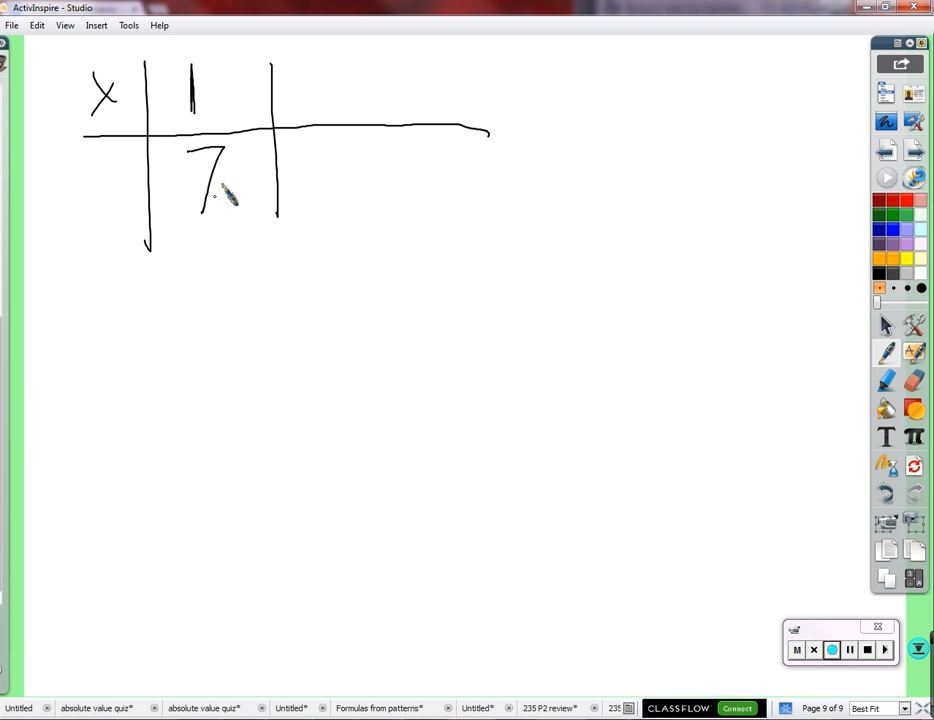 ActivInspire - Studio
File Edit View Insert Tools Help
x 1
7
M
Untitled absolute value quiz* absolute value quiz* Untitled* Formulas from patterns* Untitled* 235 P2 review* 235 CLASSFLOW Connect Page 9 of 9 Best Fit